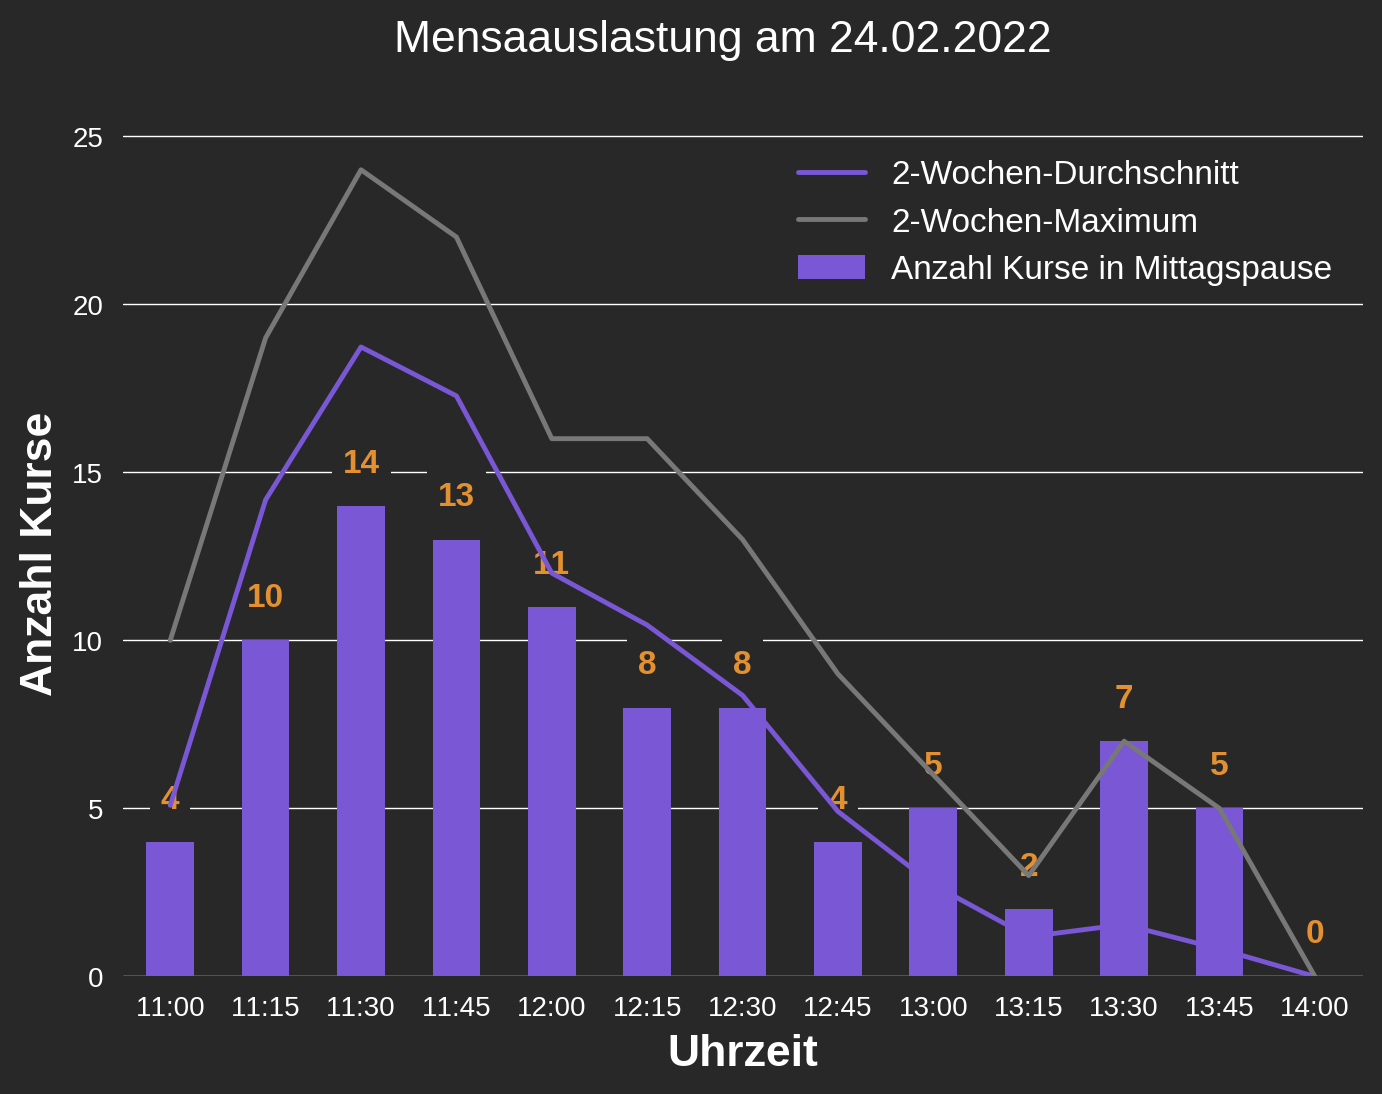 Mensaauslastung am 24.02.2022
25
2-Wochen-Durchschnitt
2-Wochen-Maximum
Anzahl Kurse in Mittagspause
20
15
10
5
0
Anzahl Kurse
4
10
14
13
11
8
8
4
5
2
7
5
0
11:00 11:15 11:30 11:45 12:00 12:15 12:30 12:45 13:00 13:15 13:30 13:45 14:00
Uhrzeit